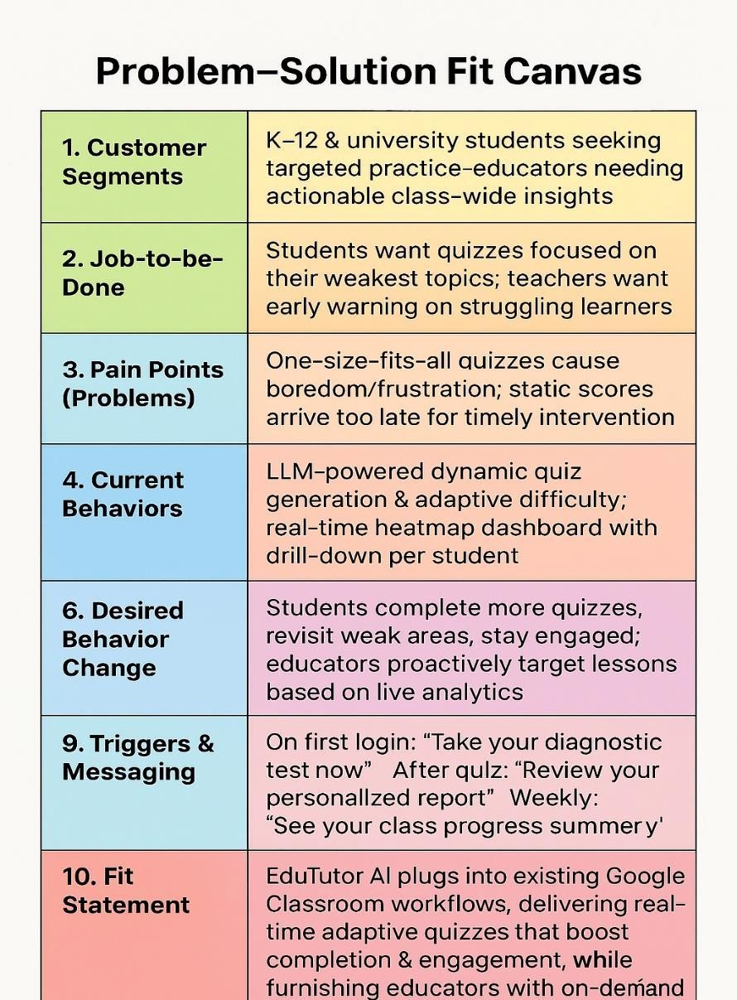 Problem–Solution Fit Canvas
1. Customer
Segments
K–12 & university students seeking
targeted practice–educators needing
actionable class–wide insights
2. Job-to-be-
Done
Students want quizzes focused on
their weakest topics; teachers want
early warning on struggling learners
3. Pain Points
(Problems)
One–size–fits–all quizzes cause
boredom/frustration; static scores
arrive too late for timely intervention
4. Current
Behaviors
LLM–powered dynamic quiz
generation & adaptive difficulty;
real–time heatmap dashboard with
drill–down per student
6. Desired
Behavior
Change
Students complete more quizzes,
revisit weak areas, stay engaged;
educators proactively target lessons
based on live analytics
9. Triggers &
Messaging
On first login: “Take your diagnostic
test now” After qulz: “Review your
personallzed report” Weekly:
“See your class progress summery'
10. Fit
Statement
EduTutor AI plugs into existing Google
Classroom workflows, delivering real–
time adaptive quizzes that boost
completion & engagement, while
furnishing educators with on–deḿand